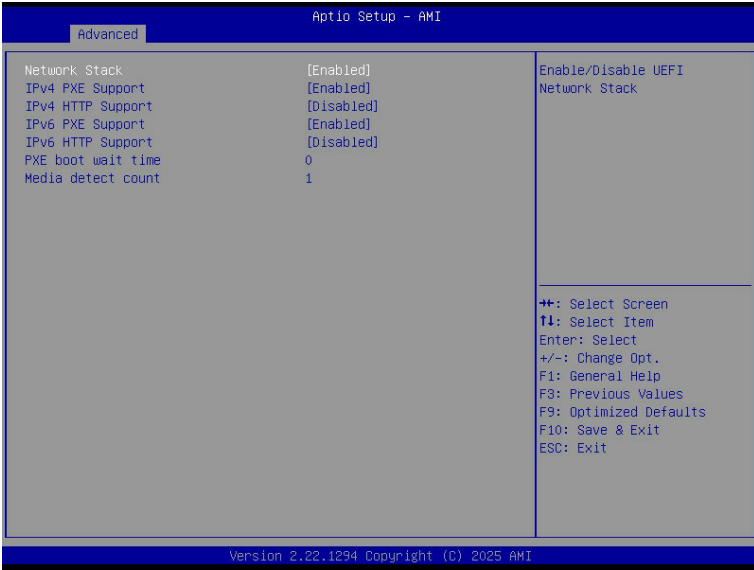 Aptio Setup – AMI
Advanced
Network Stack [Enabled]
IPv4 PXE Support [Enabled]
IPv4 HTTP Support [Disabled]
IPv6 PXE Support [Enabled]
IPv6 HTTP Support [Disabled]
PXE boot wait time 0
Media detect count 1
Enable/Disable UEFI
Network Stack
→←: Select Screen
↑↓: Select Item
Enter: Select
+/-: Change Opt.
F1: General Help
F3: Previous Values
F9: Optimized Defaults
F10: Save & Exit
ESC: Exit
Version 2.22.1294 Copyright (C) 2025 AMI